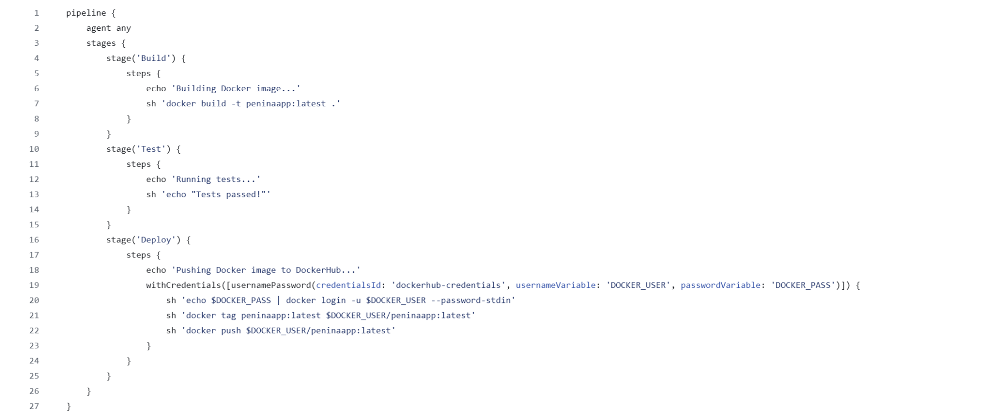 1 pipeline {
2     agent any
3     stages {
4         stage('Build') {
5             steps {
6                 echo 'Building Docker image...'
7                 sh 'docker build -t peninaapp:latest .'
8             }
9         }
10         stage('Test') {
11             steps {
12                 echo 'Running tests...'
13                 sh 'echo "Tests passed!"'
14             }
15         }
16         stage('Deploy') {
17             steps {
18                 echo 'Pushing Docker image to DockerHub...'
19                 withCredentials([usernamePassword(credentialsId: 'dockerhub-credentials', usernameVariable: 'DOCKER_USER', passwordVariable: 'DOCKER_PASS')]) {
20                     sh 'echo $DOCKER_PASS | docker login -u $DOCKER_USER --password-stdin'
21                     sh 'docker tag peninaapp:latest $DOCKER_USER/peninaapp:latest'
22                     sh 'docker push $DOCKER_USER/peninaapp:latest'
23                 }
24             }
25         }
26     }
27 }